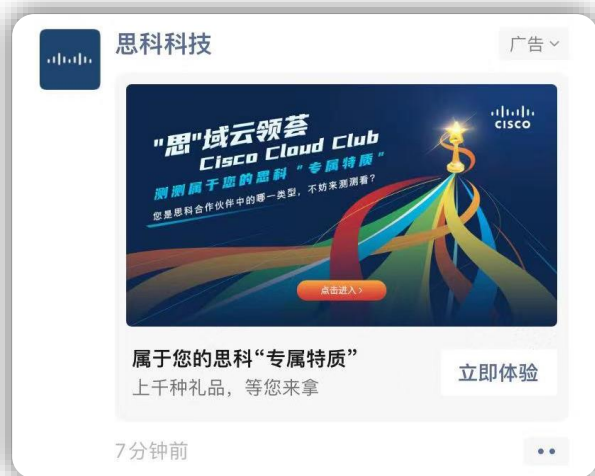 思科科技
广告
"思"域云领荟
Cisco Cloud Club
测测属于您的思科“专属特质”
您是思科合作伙伴中的哪一类型，不妨来测测看？
CISCO
点击进入 >
属于您的思科“专属特质”
上千种礼品，等您来拿
立即体验
7分钟前